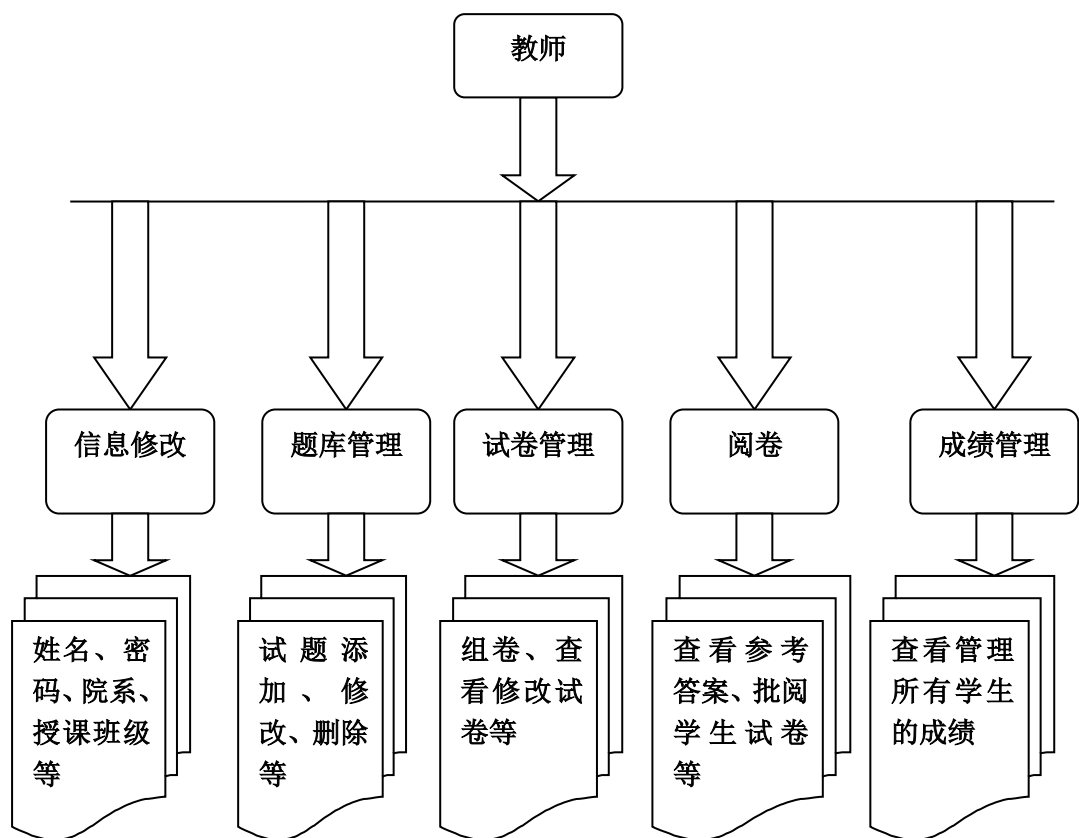 教师
信息修改
题库管理
试卷管理
阅卷
成绩管理
姓名、密
码、院系、
授课班级
等
试题添
加、修
改、删除
等
组卷、查
看修改试
卷等
查看参考
答案、批阅
学生试卷
等
查看管理
所有学生
的成绩